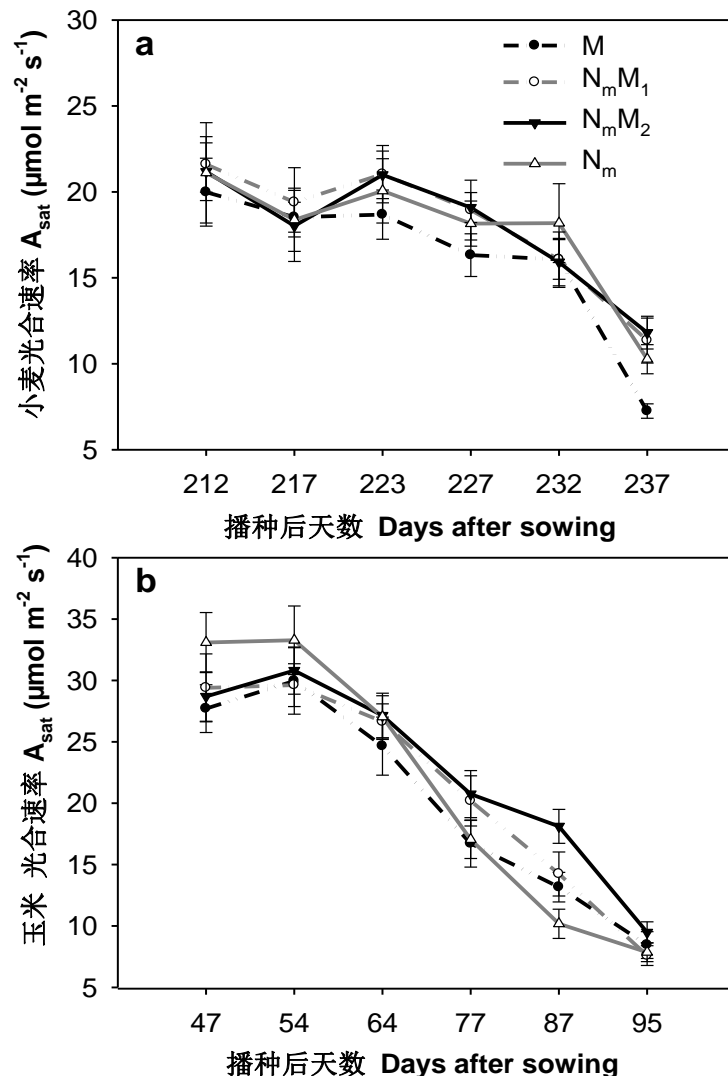 30
a
M
25
NₘM₁
NₘM₂
Nₘ
20
15
10
5
小麦光合速率 Aₛₐₜ (µmol m⁻² s⁻¹)
212 217 223 227 232 237
播种后天数 Days after sowing
40
b
35
30
25
20
15
10
5
玉米 光合速率 Aₛₐₜ (µmol m⁻² s⁻¹)
47 54 64 77 87 95
播种后天数 Days after sowing